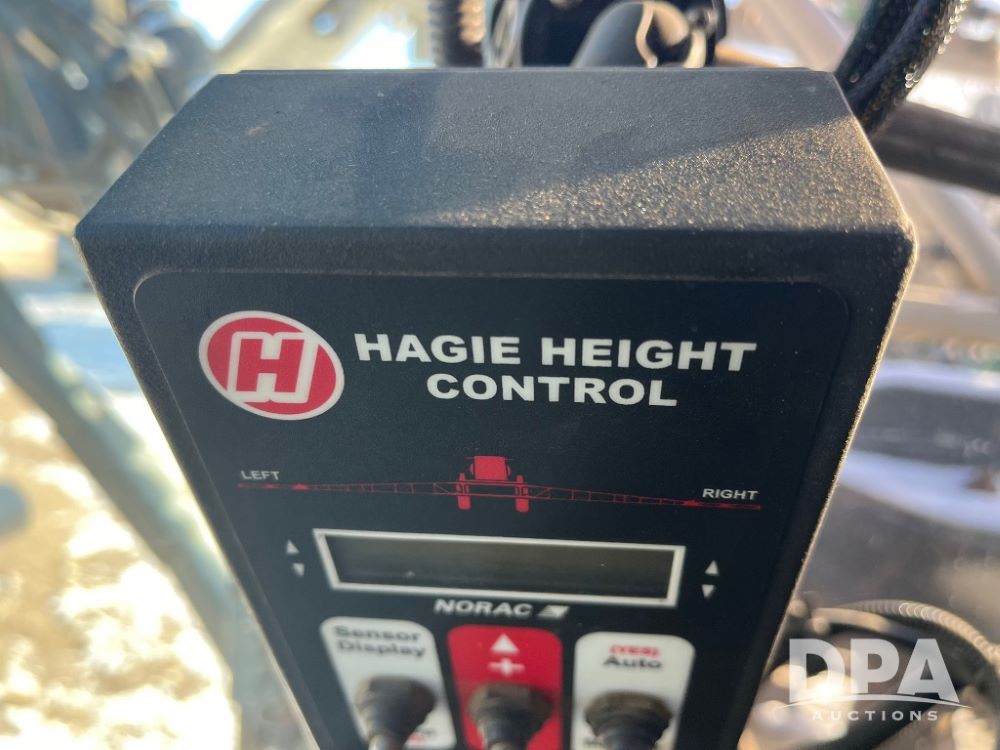 H HAGIE HEIGHT
CONTROL
LEFT
RIGHT
NORAC
Sensor
Display
+
(YES)
Auto
DPA
AUCTIONS